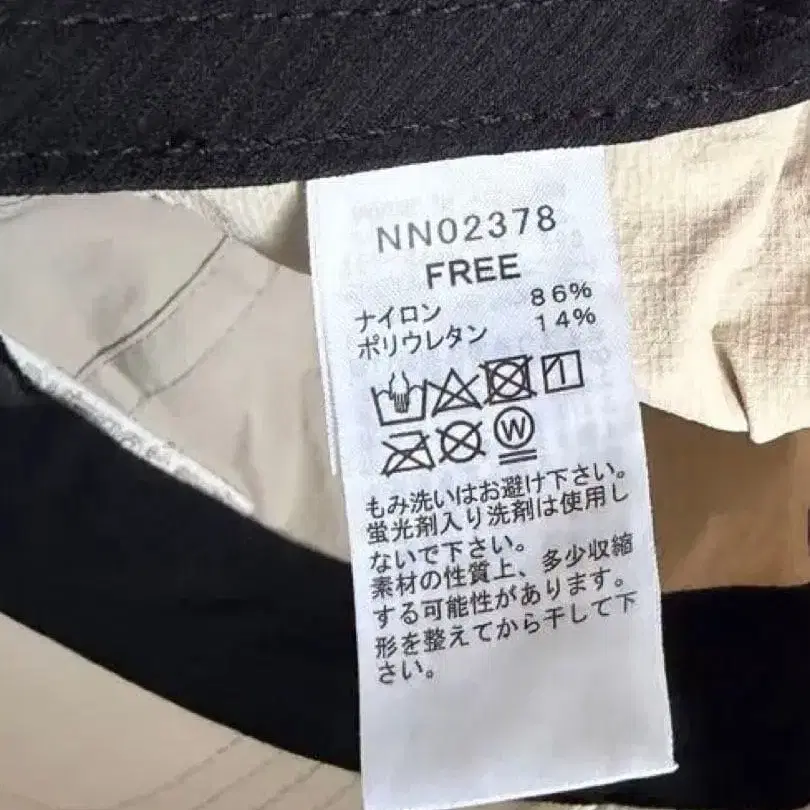 NN02378
FREE
ナイロン 86%
ポリウレタン 14%
W
もみ洗いはお避け下さい。
蛍光剤入り洗剤は使用し
ないで下さい。
素材の性質上、多少収縮
する可能性があります。
形を整えてから干して下
さい。